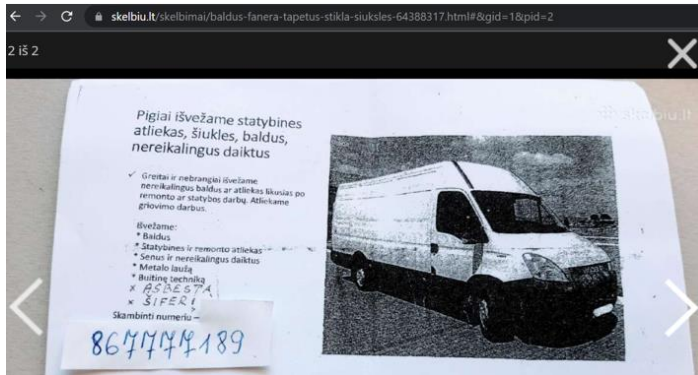 skelbiu.lt/skelbimai/baldus-fanera-tapetus-stikla-siuksles-64388317.html#&gid=1&pid=2
2 iš 2
skelbiu.lt
Pigiai išvežame statybines
atliekas, šiukles, baldus,
nereikalingus daiktus
✓ Greitai ir nebrangiai išvežame
nereikalingus baldus ar atliekas likusias po
remonto ar statybos darbų. Atliekame
griovimo darbus.
Išvežame:
* Baldus
* Statybines ir remonto atliekas
* Senus ir nereikalingus daiktus
* Metalo laužą
* Buitinę techniką
x ASBESTĄ
x ŠIFERĮ
Skambinti numeriu –
867777189